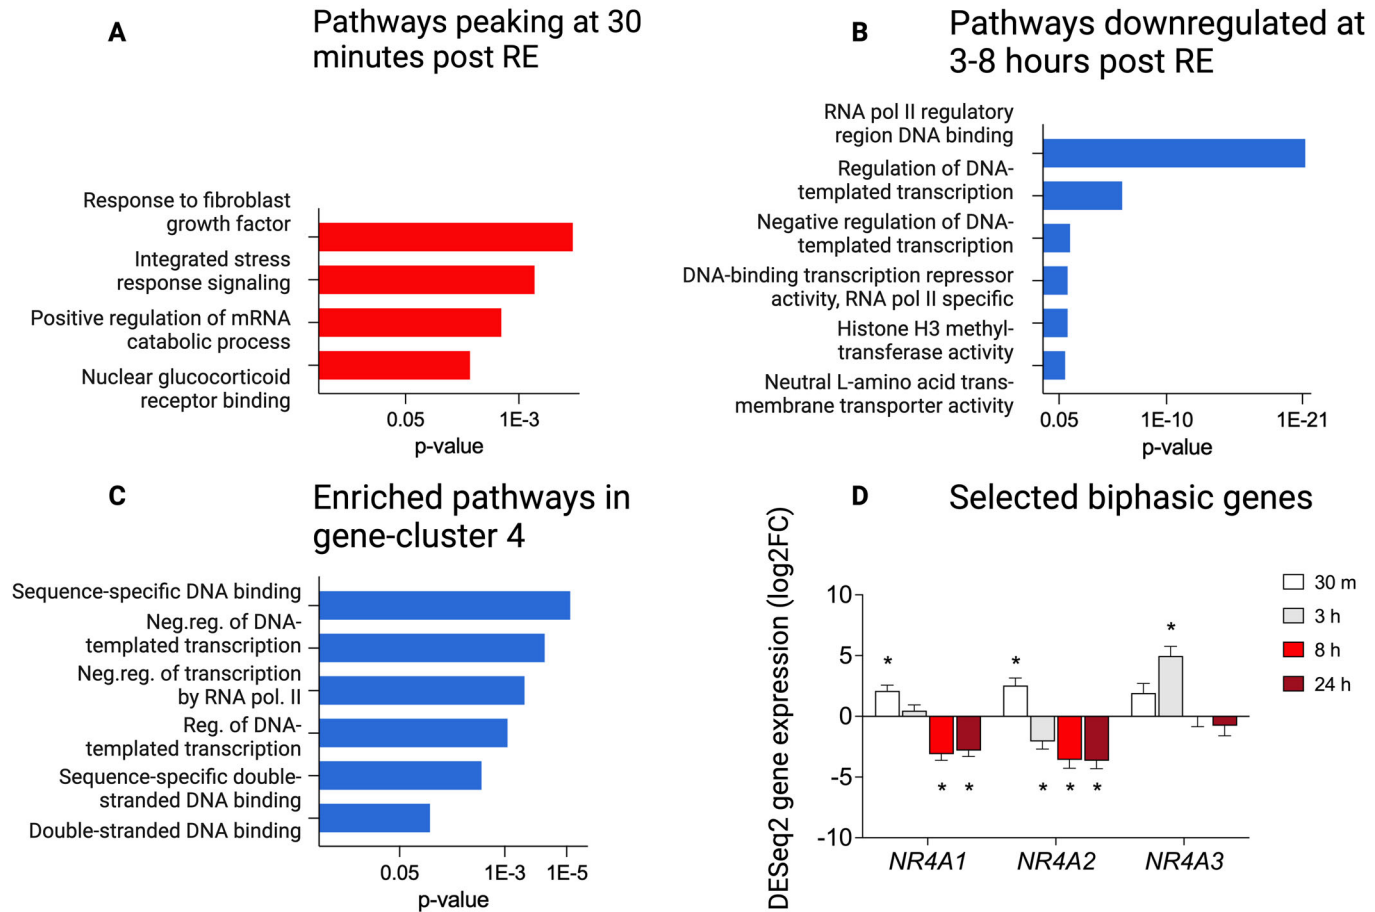 A
Pathways peaking at 30
minutes post RE
Response to fibroblast
growth factor
Integrated stress
response signaling
Positive regulation of mRNA
catabolic process
Nuclear glucocorticoid
receptor binding
0.05
1E-3
p-value
B
Pathways downregulated at
3-8 hours post RE
RNA pol II regulatory
region DNA binding
Regulation of DNA-
templated transcription
Negative regulation of DNA-
templated transcription
DNA-binding transcription repressor
activity, RNA pol II specific
Histone H3 methyl-
transferase activity
Neutral L-amino acid trans-
membrane transporter activity
0.05
1E-10
1E-21
p-value
C
Enriched pathways in
gene-cluster 4
Sequence-specific DNA binding
Neg.reg. of DNA-
templated transcription
Neg.reg. of transcription
by RNA pol. II
Reg. of DNA-
templated transcription
Sequence-specific double-
stranded DNA binding
Double-stranded DNA binding
0.05
1E-3
1E-5
p-value
D
Selected biphasic genes
DESeq2 gene expression (log2FC)
10
5
0
-5
-10
* * *
* * * * *
NR4A1
NR4A2
NR4A3
30 m
3 h
8 h
24 h